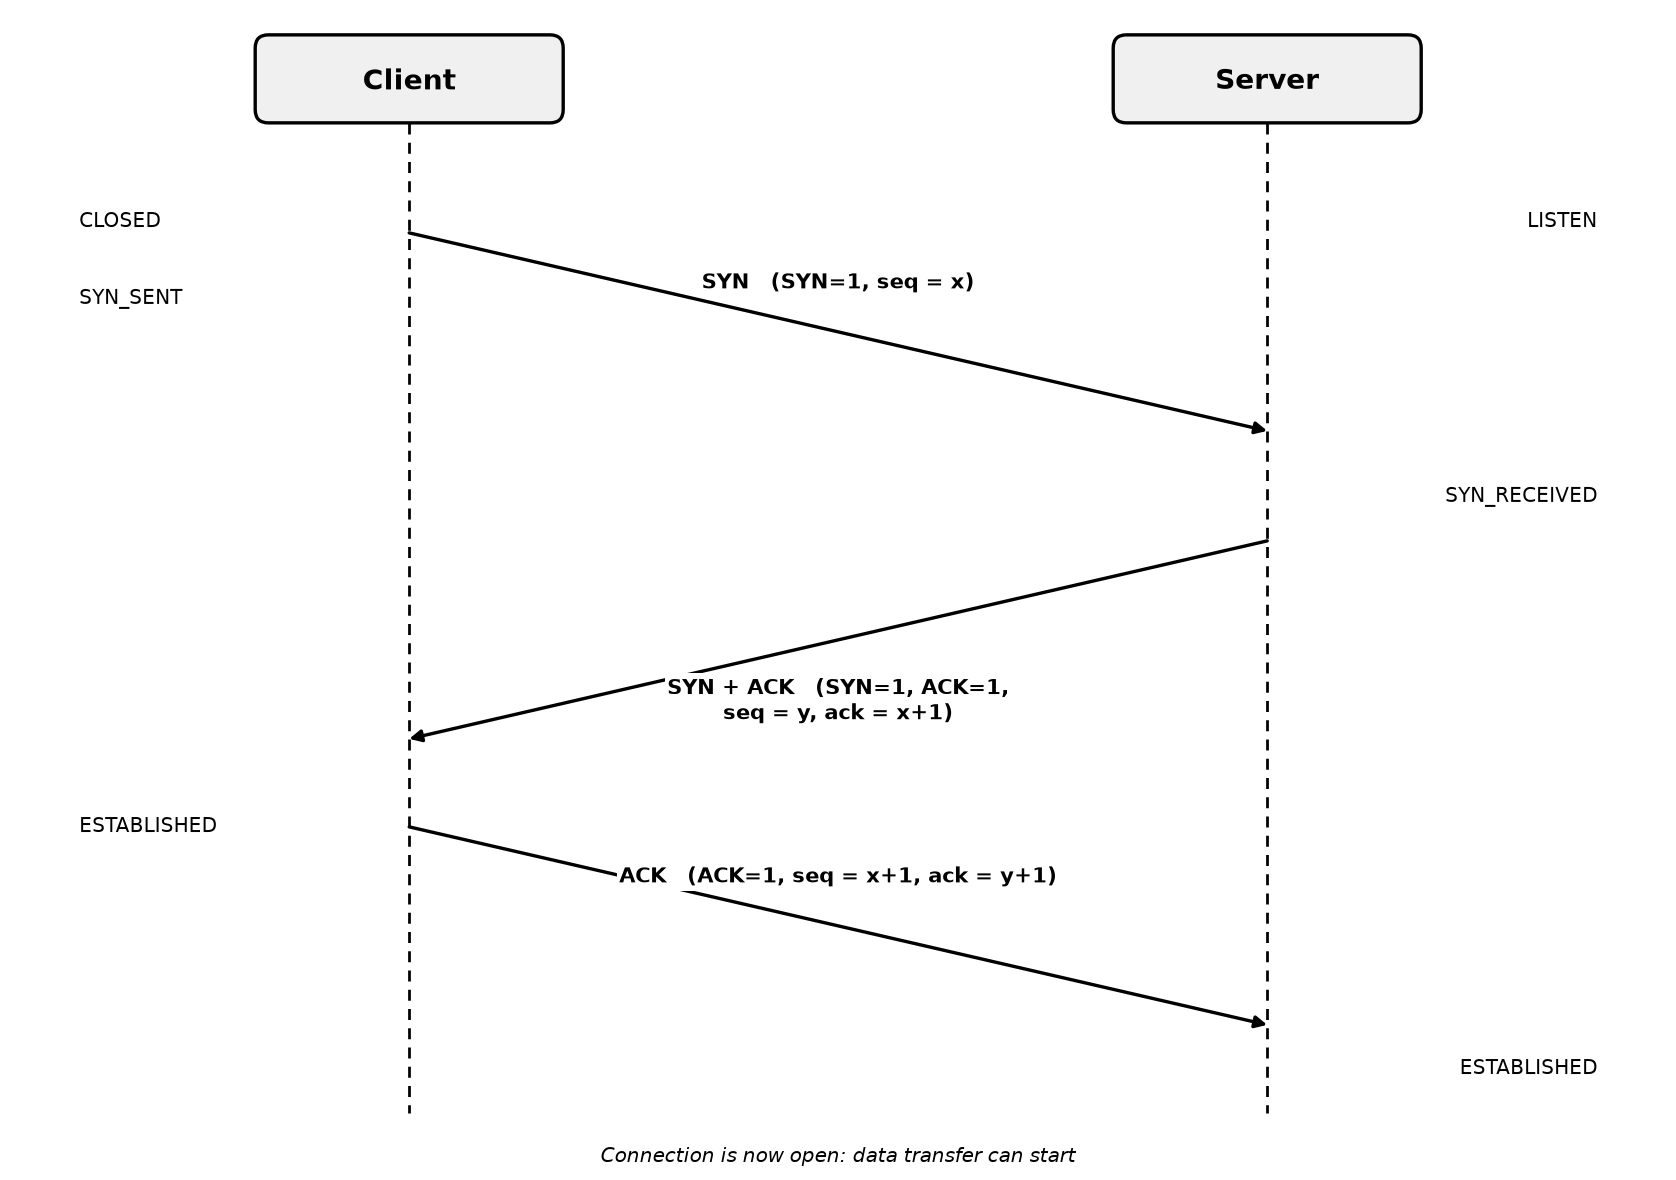 Client
Server
CLOSED
LISTEN
SYN (SYN=1, seq = x)
SYN_SENT
SYN_RECEIVED
SYN + ACK (SYN=1, ACK=1,
seq = y, ack = x+1)
ESTABLISHED
ACK (ACK=1, seq = x+1, ack = y+1)
ESTABLISHED
Connection is now open: data transfer can start